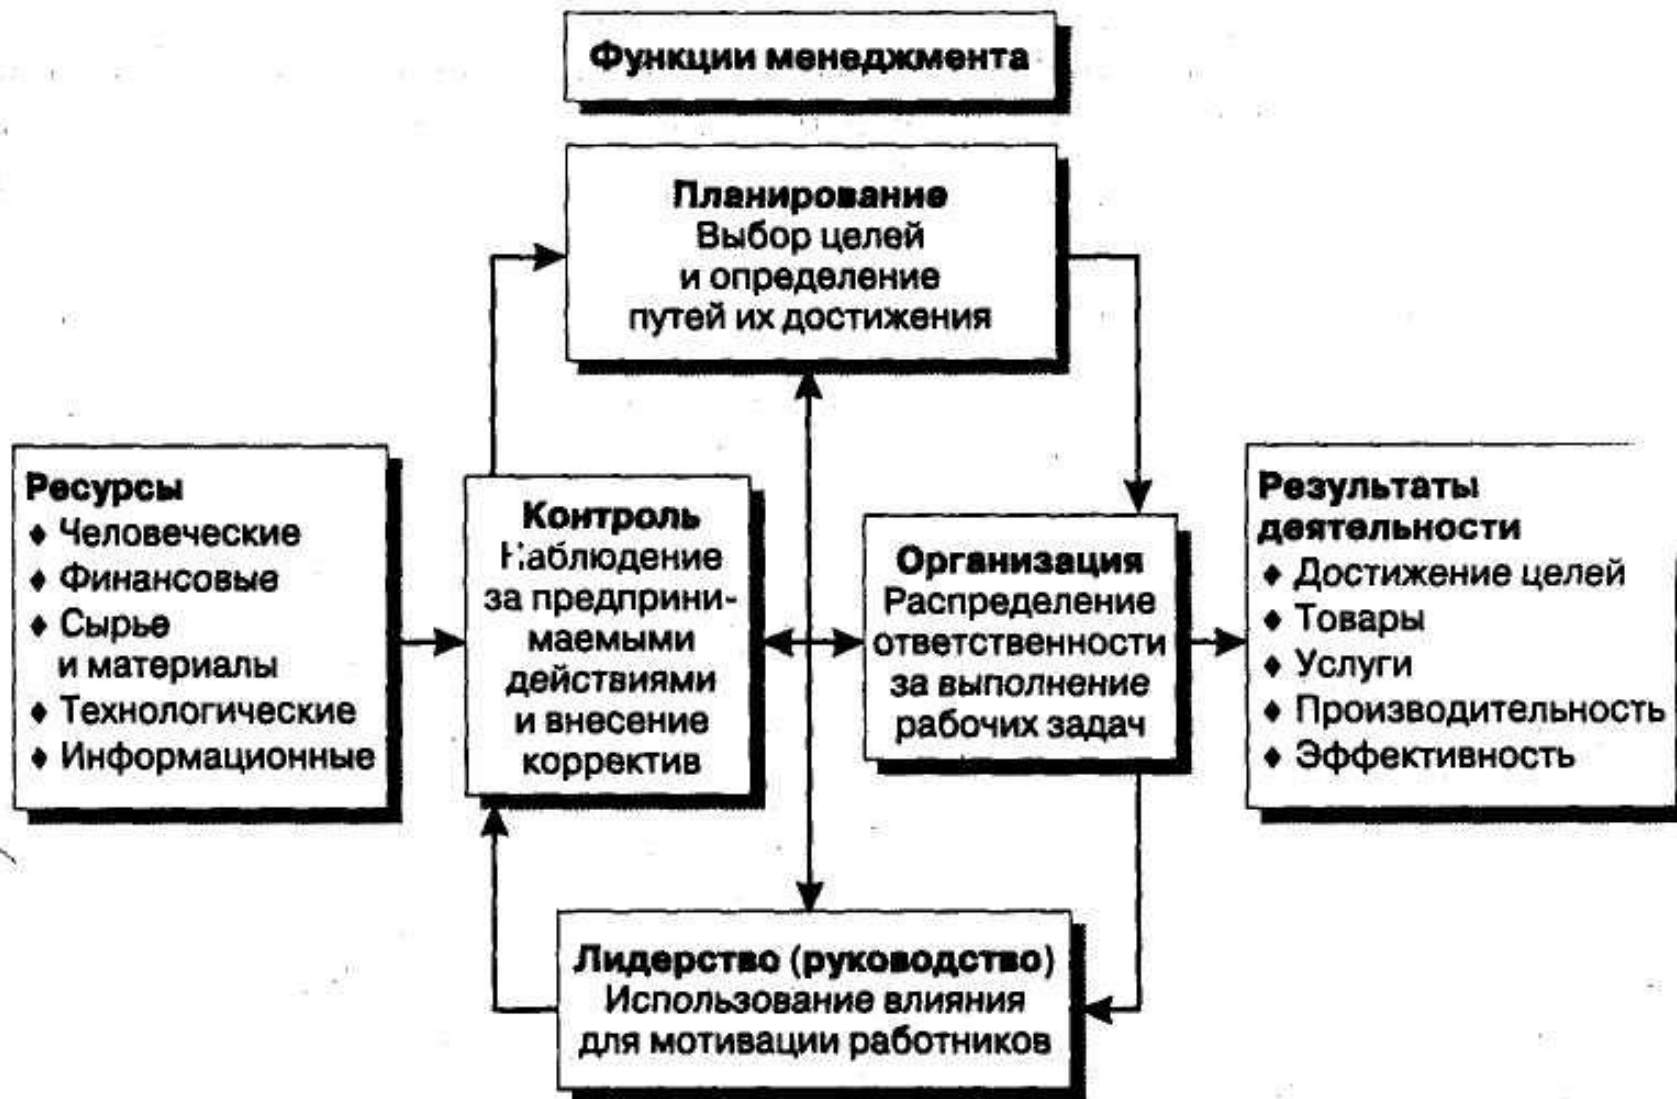 Функции менеджмента
Планирование
Выбор целей
и определение
путей их достижения
Ресурсы
♦ Человеческие
♦ Финансовые
♦ Сырье
и материалы
♦ Технологические
♦ Информационные
Контроль
Наблюдение
за предприни-
маемыми
действиями
и внесение
корректив
Организация
Распределение
ответственности
за выполнение
рабочих задач
Результаты
деятельности
♦ Достижение целей
♦ Товары
♦ Услуги
♦ Производительность
♦ Эффективность
Лидерство (руководство)
Использование влияния
для мотивации работников